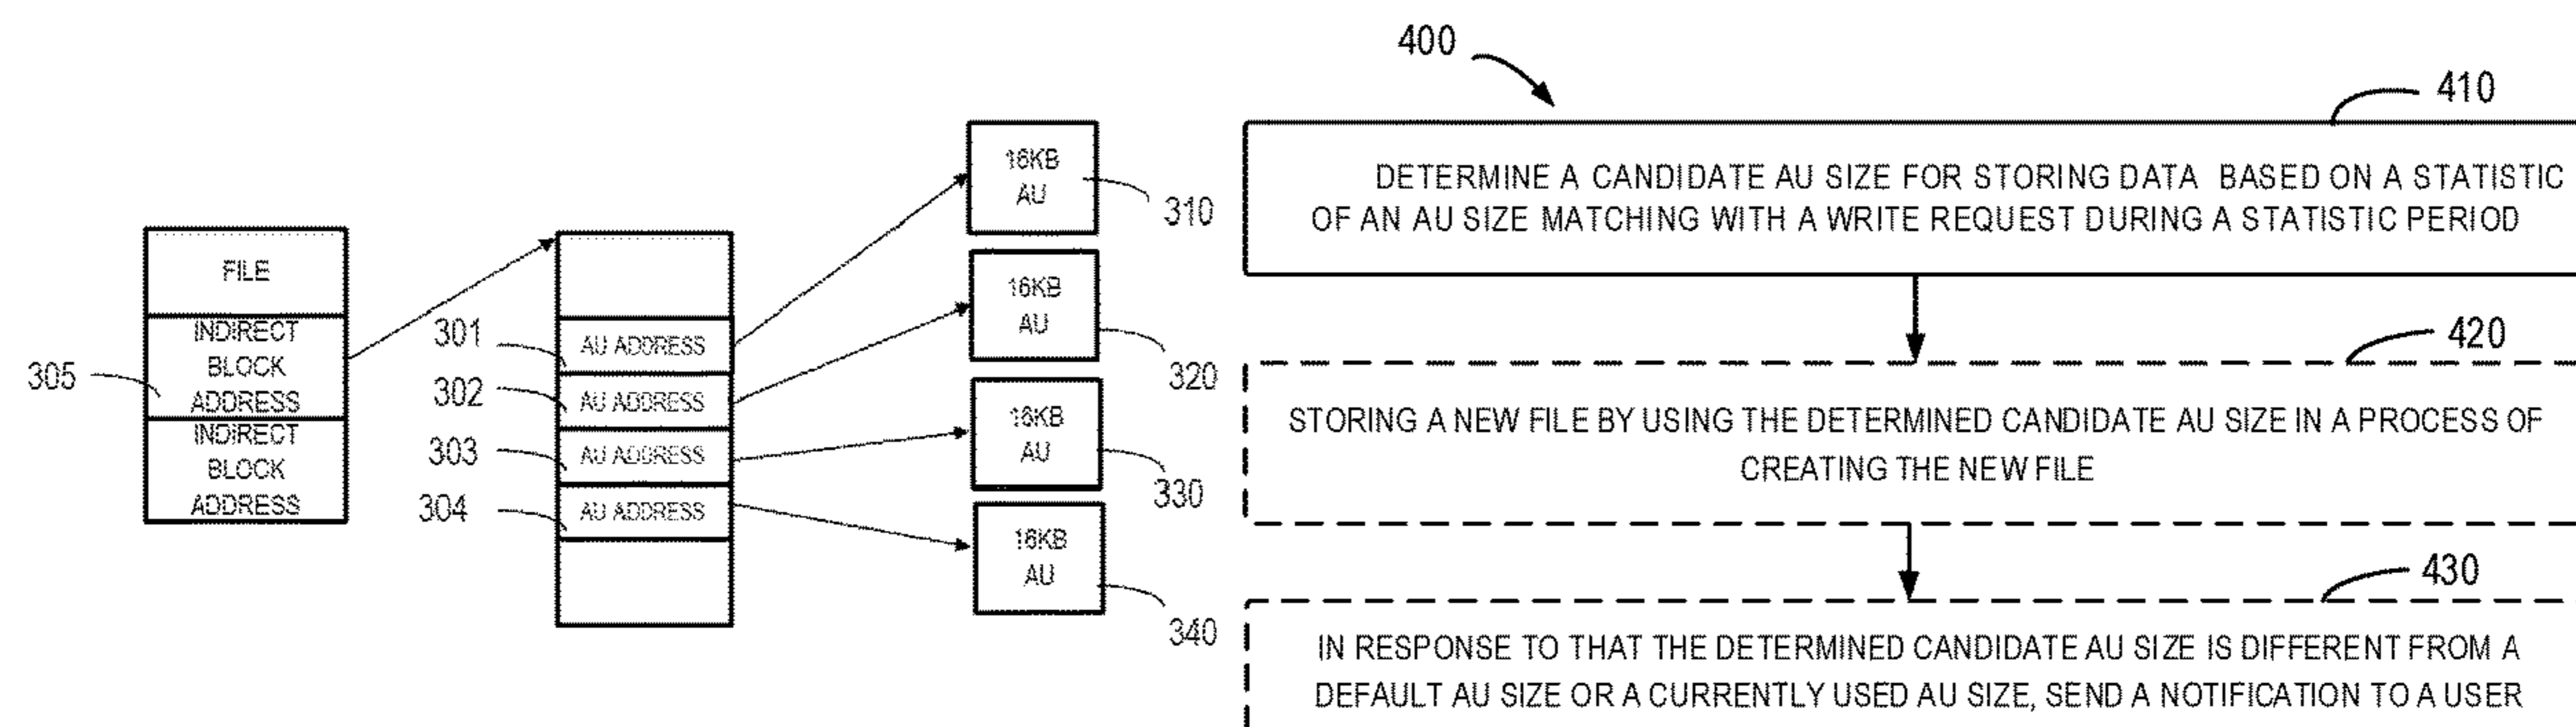 FILE
INDIRECT
BLOCK
ADDRESS
INDIRECT
BLOCK
ADDRESS
305
301
302
303
304
AU ADDRESS
AU ADDRESS
AU ADDRESS
AU ADDRESS
16KB
AU
310
16KB
AU
320
16KB
AU
330
16KB
AU
340
400
410
DETERMINE A CANDIDATE AU SIZE FOR STORING DATA BASED ON A STATISTIC
OF AN AU SIZE MATCHING WITH A WRITE REQUEST DURING A STATISTIC PERIOD
420
STORING A NEW FILE BY USING THE DETERMINED CANDIDATE AU SIZE IN A PROCESS OF
CREATING THE NEW FILE
430
IN RESPONSE TO THAT THE DETERMINED CANDIDATE AU SIZE IS DIFFERENT FROM A
DEFAULT AU SIZE OR A CURRENTLY USED AU SIZE, SEND A NOTIFICATION TO A USER